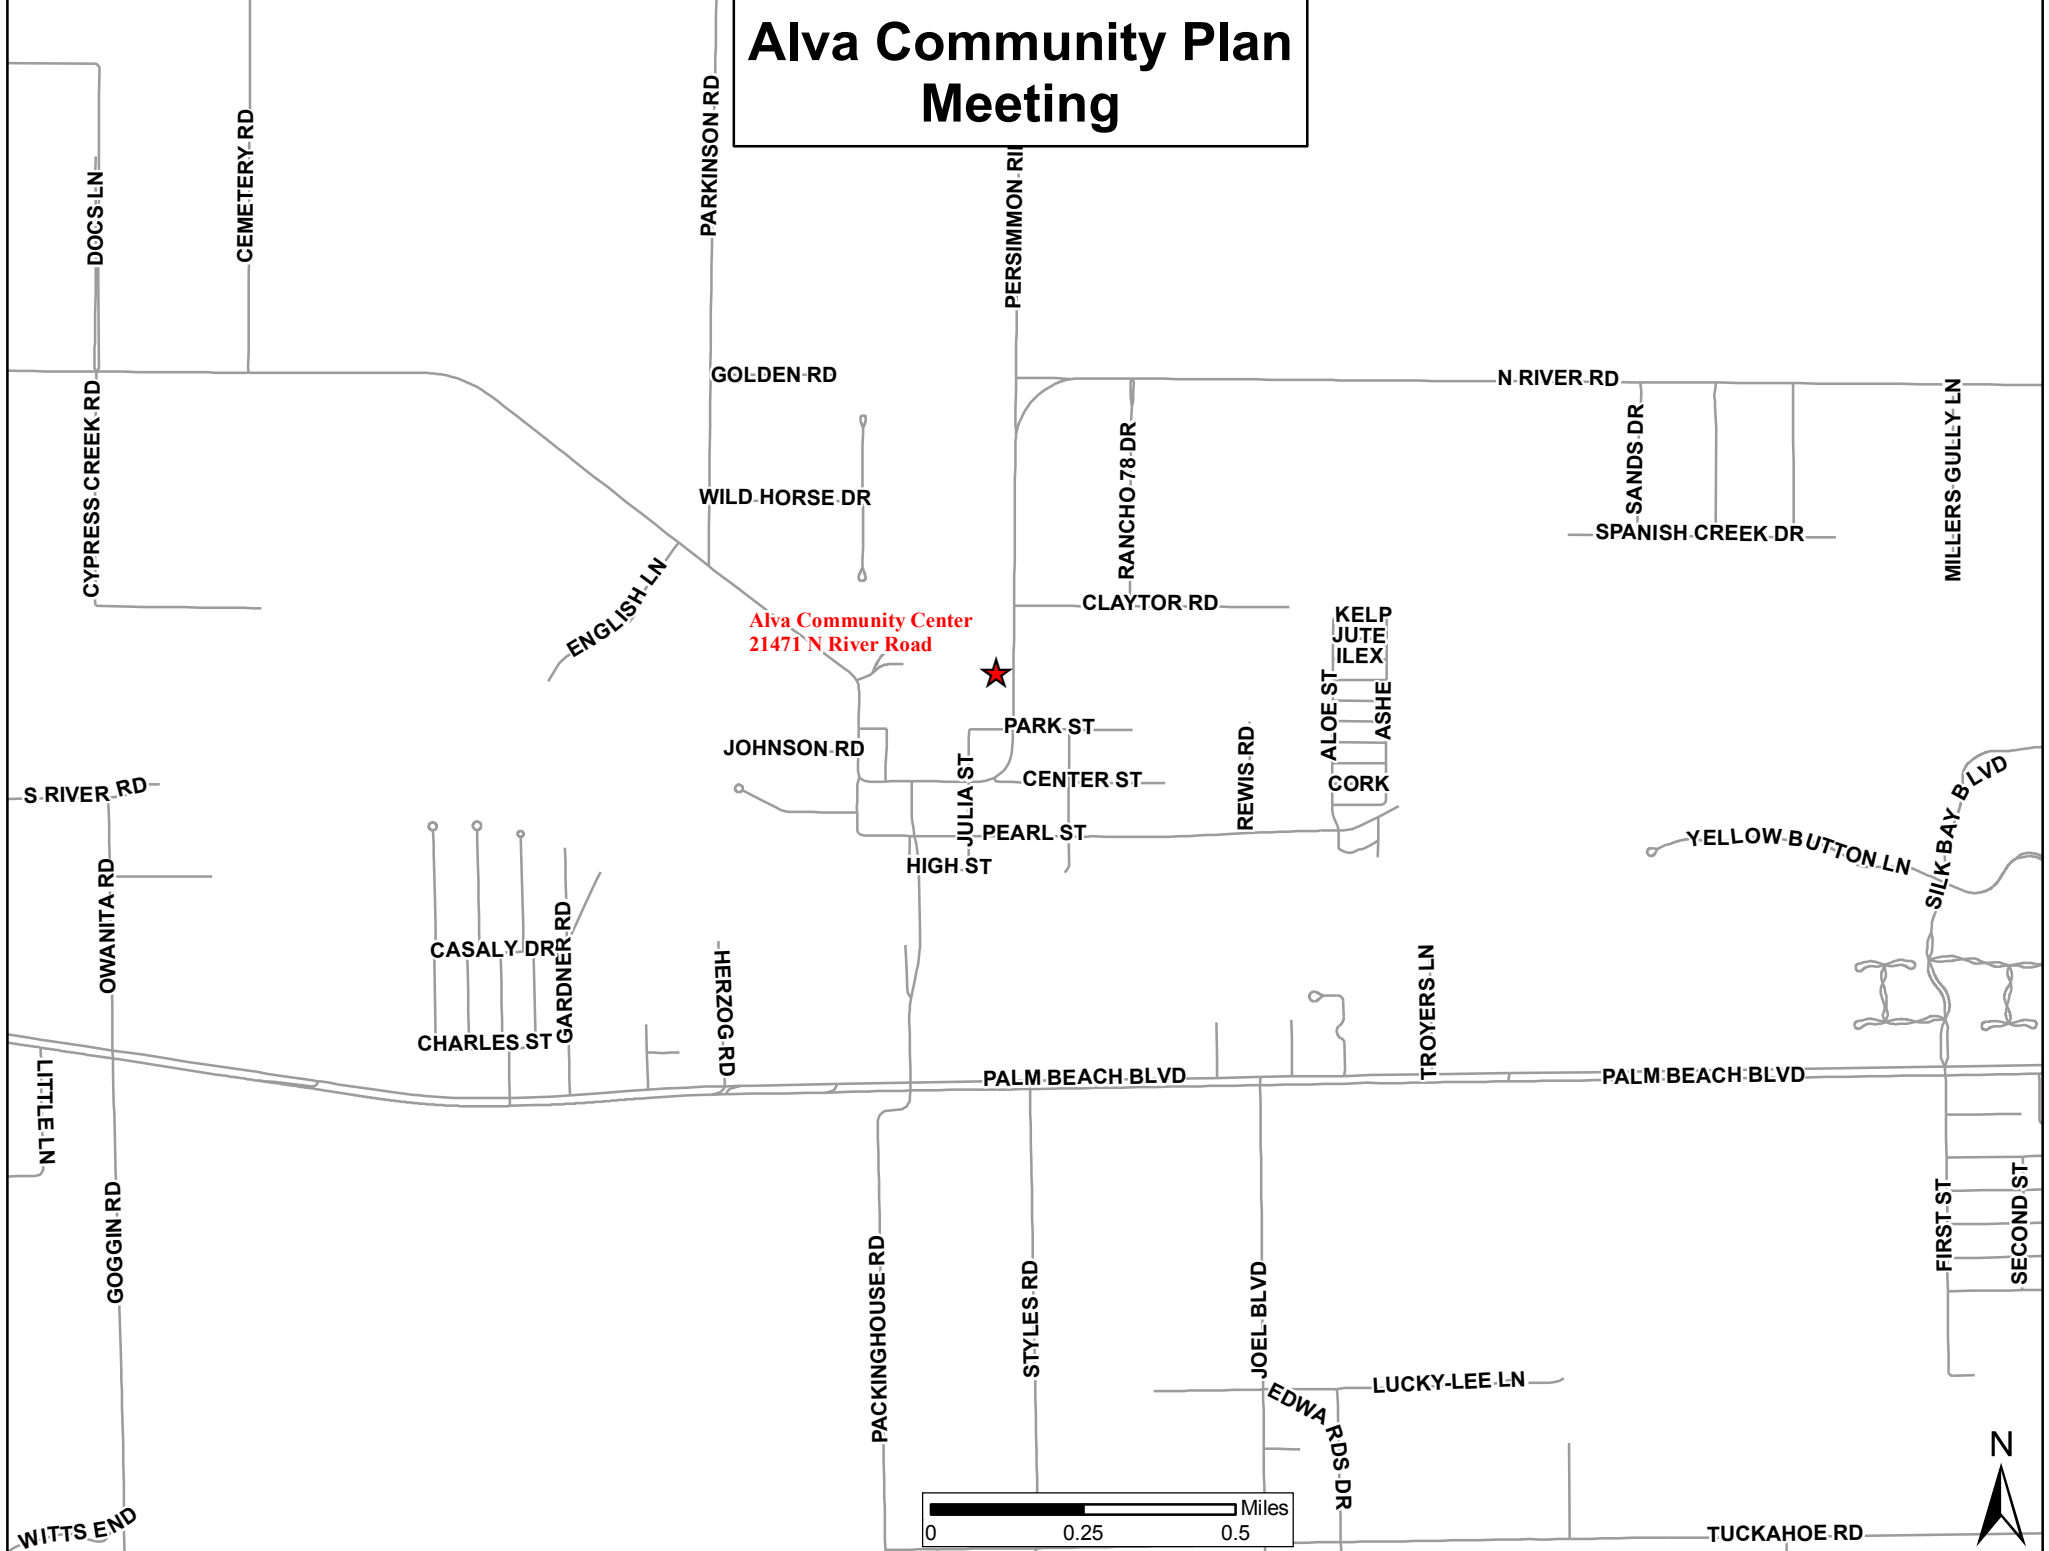 Alva Community Plan
Meeting
DOCS LN
CEMETERY RD
PARKINSON RD
PERSIMMON RI
GOLDEN RD
N RIVER RD
CYPRESS CREEK RD
WILD HORSE DR
RANCHO 78 DR
SANDS DR
MILLERS GULLY LN
SPANISH CREEK DR
ENGLISH LN
CLAYTOR RD
Alva Community Center
21471 N River Road
KELP
JUTE
ILEX
ALOE ST
ASHE
PARK ST
JOHNSON RD
JULIA ST
CENTER ST
REWIS RD
CORK
S RIVER RD
PEARL ST
HIGH ST
SILK BAY BLVD
YELLOW BUTTON LN
OWANITA RD
CASALY DR
GARDNER RD
CHARLES ST
HERZOG RD
TROYERS LN
PALM BEACH BLVD
PALM BEACH BLVD
LITTLE LN
GOGGIN RD
PACKINGHOUSE RD
STYLES RD
JOEL BLVD
FIRST ST
SECOND ST
LUCKY LEE LN
EDWARDS DR
N
WITTS END
Miles
0 0.25 0.5
TUCKAHOE RD